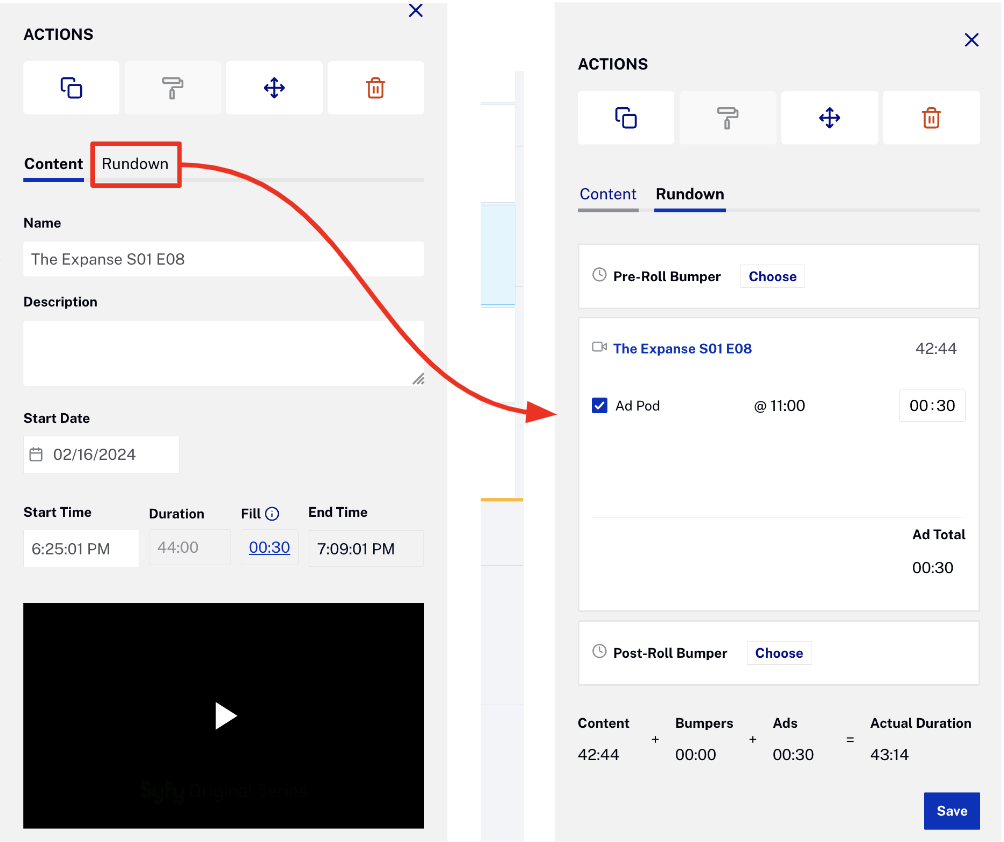 ACTIONS
Content Rundown
Name
The Expanse S01 E08
Description
Start Date
02/16/2024
Start Time Duration Fill End Time
6:25:01 PM 44:00 00:30 7:09:01 PM
Syfy Original Series
ACTIONS
Content Rundown
Pre-Roll Bumper Choose
The Expanse S01 E08 42:44
Ad Pod @ 11:00 00:30
Ad Total
00:30
Post-Roll Bumper Choose
Content Bumpers Ads Actual Duration
42:44 + 00:00 + 00:30 = 43:14
Save